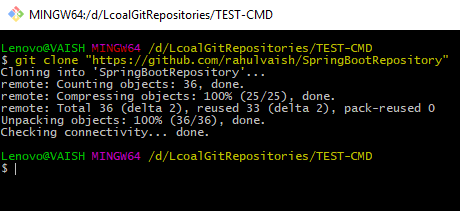 MINGW64:/d/LcoalGitRepositories/TEST-CMD
Lenovo@VAISH MINGW64 /d/LcoalGitRepositories/TEST-CMD
$ git clone "https://github.com/rahulvaish/SpringBootRepository"
Cloning into 'SpringBootRepository'...
remote: Counting objects: 36, done.
remote: Compressing objects: 100% (25/25), done.
remote: Total 36 (delta 2), reused 33 (delta 2), pack-reused 0
Unpacking objects: 100% (36/36), done.
Checking connectivity... done.
Lenovo@VAISH MINGW64 /d/LcoalGitRepositories/TEST-CMD
$